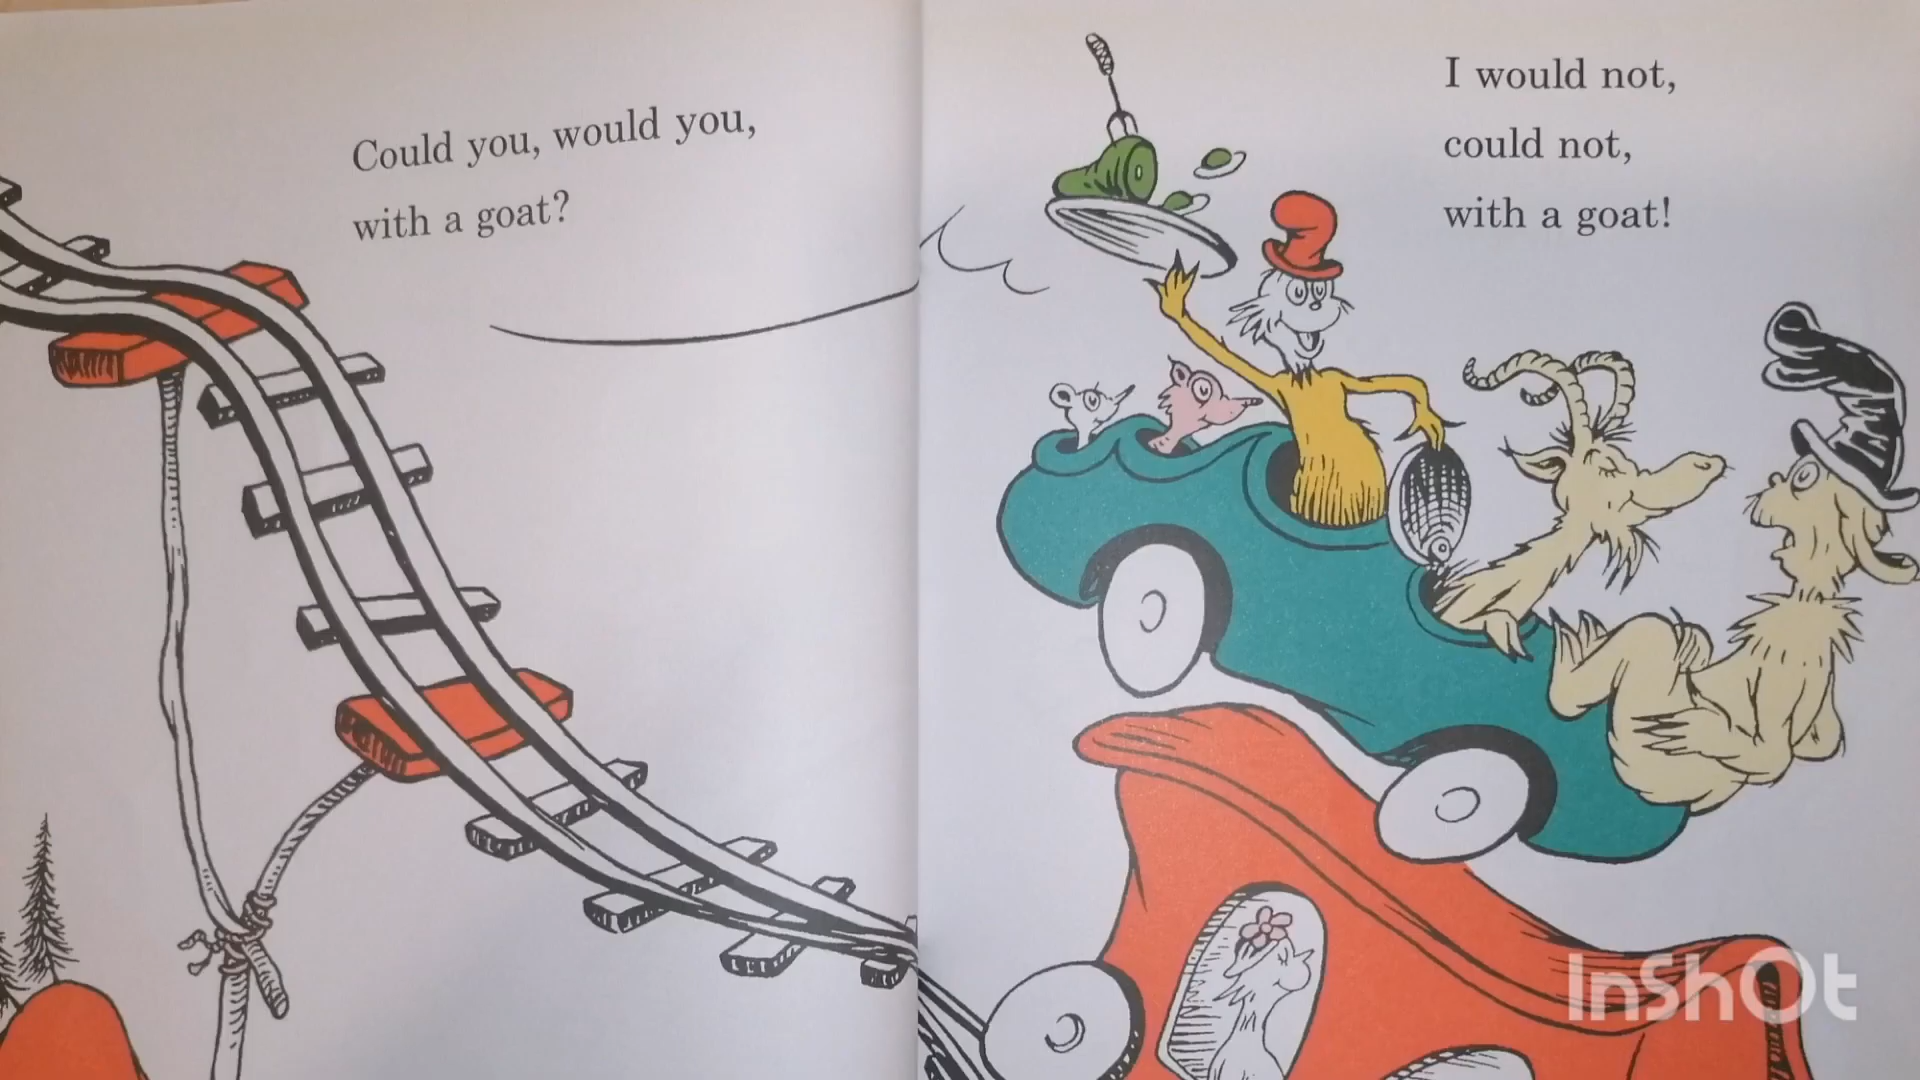 Could you, would you,
with a goat?
I would not,
could not,
with a goat!
InShOt